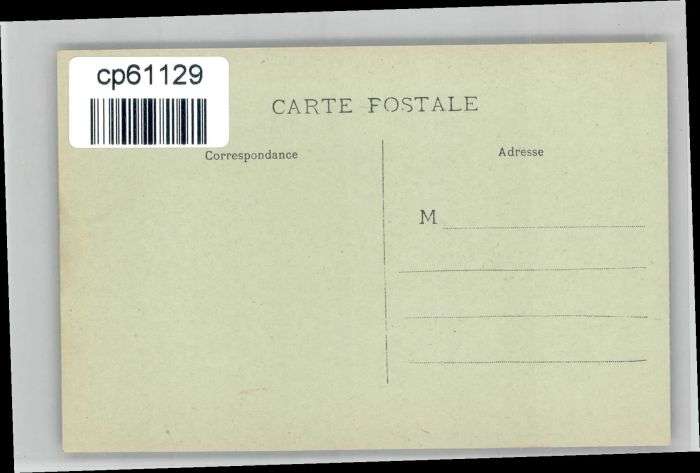 cp61129
CARTE POSTALE
Correspondance
Adresse
M